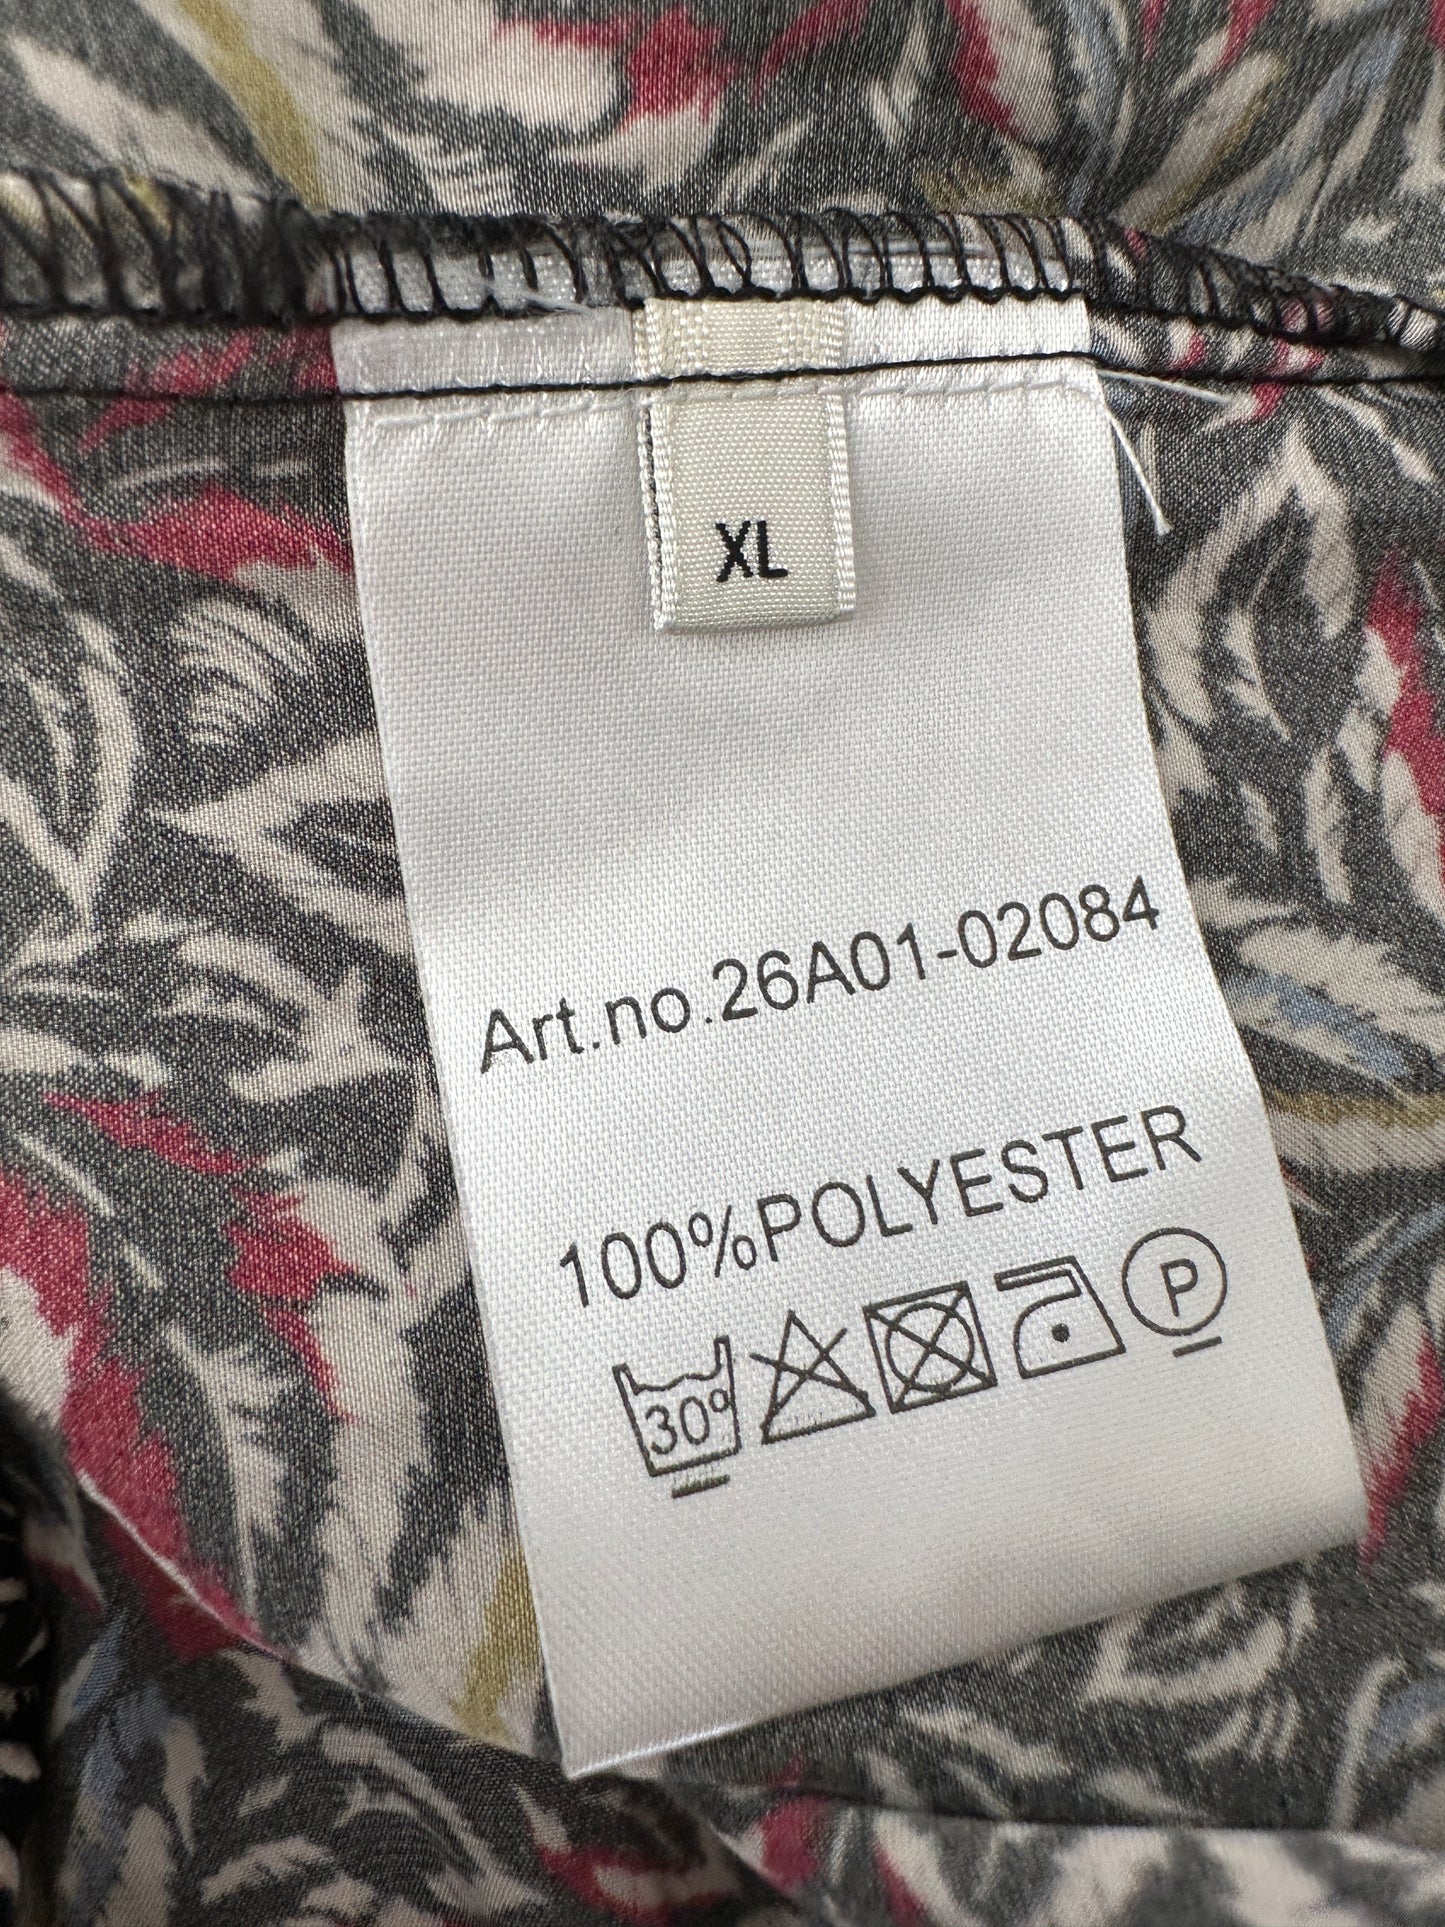 XL
Art.no.26A01-02084
100%POLYESTER
30°
P